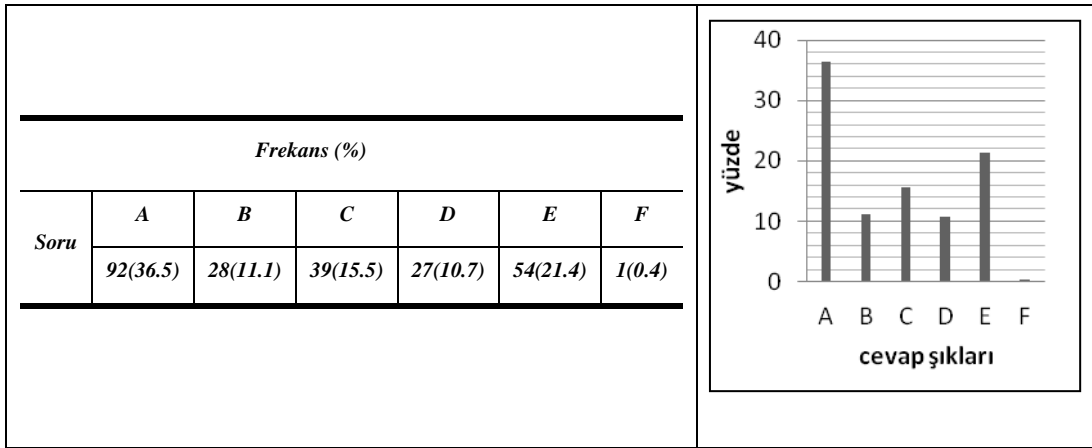 Frekans (%)
Soru
A B C D E F
92(36.5) 28(11.1) 39(15.5) 27(10.7) 54(21.4) 1(0.4)
40
30
20
10
0
yüzde
A B C D E F
cevap şıkları